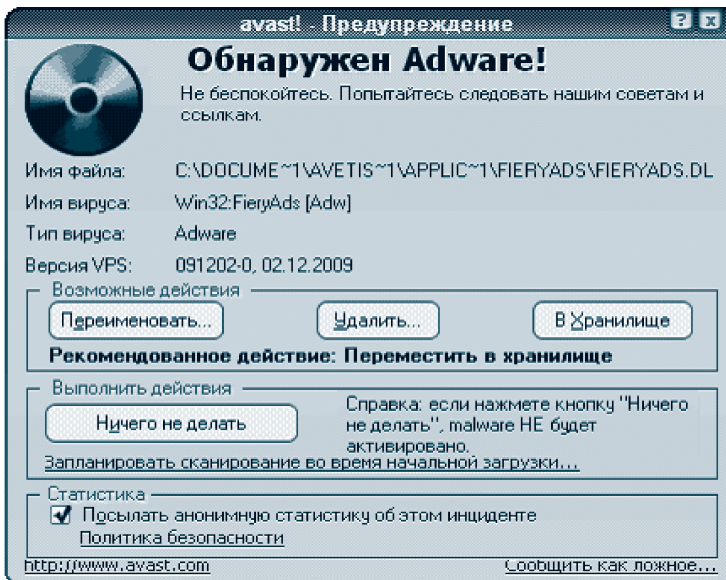 avast! - Предупреждение
Обнаружен Adware!
Не беспокойтесь. Попытайтесь следовать нашим советам и
ссылкам.
Имя файла: C:\DOCUME~1\AVETIS~1\APPLIC~1\FIERYADS\FIERYADS.DL
Имя вируса: Win32:FieryAds [Adw]
Тип вируса: Adware
Версия VPS: 091202-0, 02.12.2009
Возможные действия
Переименовать... Удалить... В Хранилище
Рекомендованное действие: Переместить в хранилище
Выполнить действия
Ничего не делать
Справка: если нажмете кнопку "Ничего
не делать", malware НЕ будет
активировано.
Запланировать сканирование во время начальной загрузки...
Статистика
Посылать анонимную статистику об этом инциденте
Политика безопасности
http://www.avast.com Сообщить как ложное...